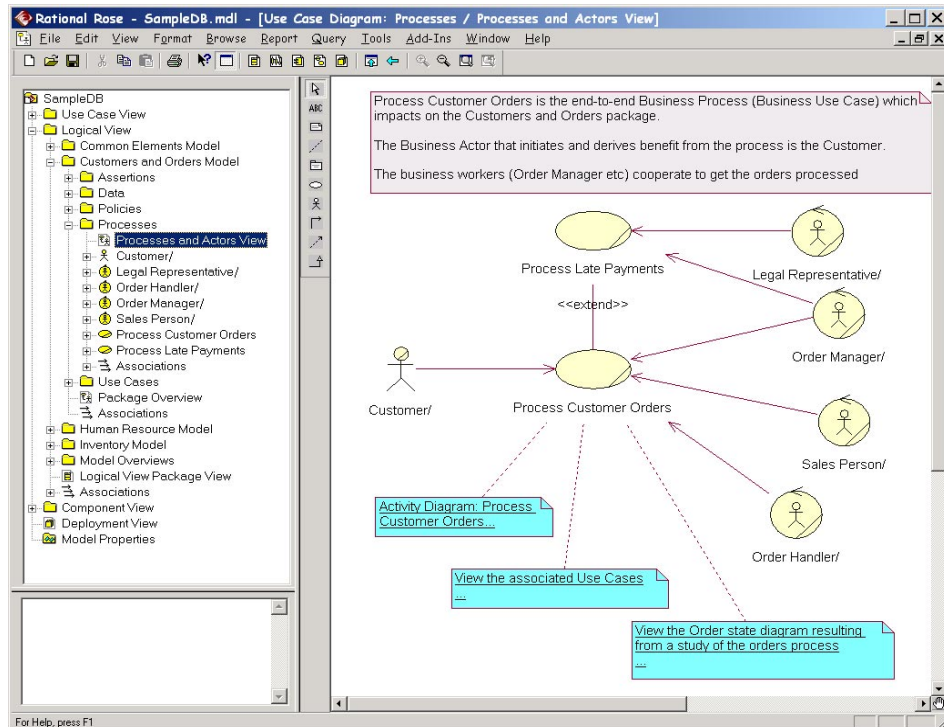 Rational Rose - SampleDB.mdl - [Use Case Diagram: Processes / Processes and Actors View]
File Edit View Format Browse Report Query Tools Add-Ins Window Help
SampleDB
Use Case View
Logical View
Common Elements Model
Customers and Orders Model
Assertions
Data
Policies
Processes
Processes and Actors View
Customer/
Legal Representative/
Order Handler/
Order Manager/
Sales Person/
Process Customer Orders
Process Late Payments
Associations
Use Cases
Package Overview
Associations
Human Resource Model
Inventory Model
Model Overviews
Logical View Package View
Associations
Component View
Deployment View
Model Properties
ABC
Process Customer Orders is the end-to-end Business Process (Business Use Case) which
impacts on the Customers and Orders package.
The Business Actor that initiates and derives benefit from the process is the Customer.
The business workers (Order Manager etc) cooperate to get the orders processed
Process Late Payments
Legal Representative/
<<extend>>
Order Manager/
Customer/
Process Customer Orders
Sales Person/
Activity Diagram: Process
Customer Orders...
Order Handler/
View the associated Use Cases
...
View the Order state diagram resulting
from a study of the orders process
...
For Help, press F1